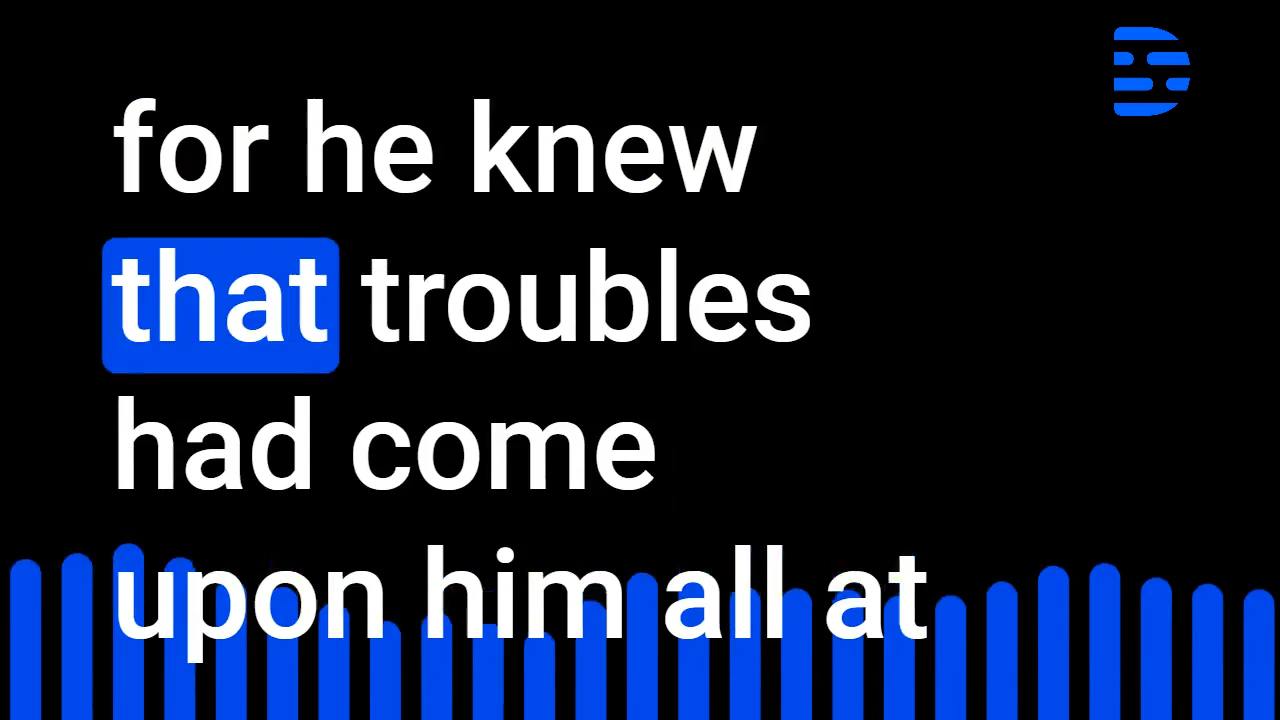 for he knew
that troubles
had come
upon him all at